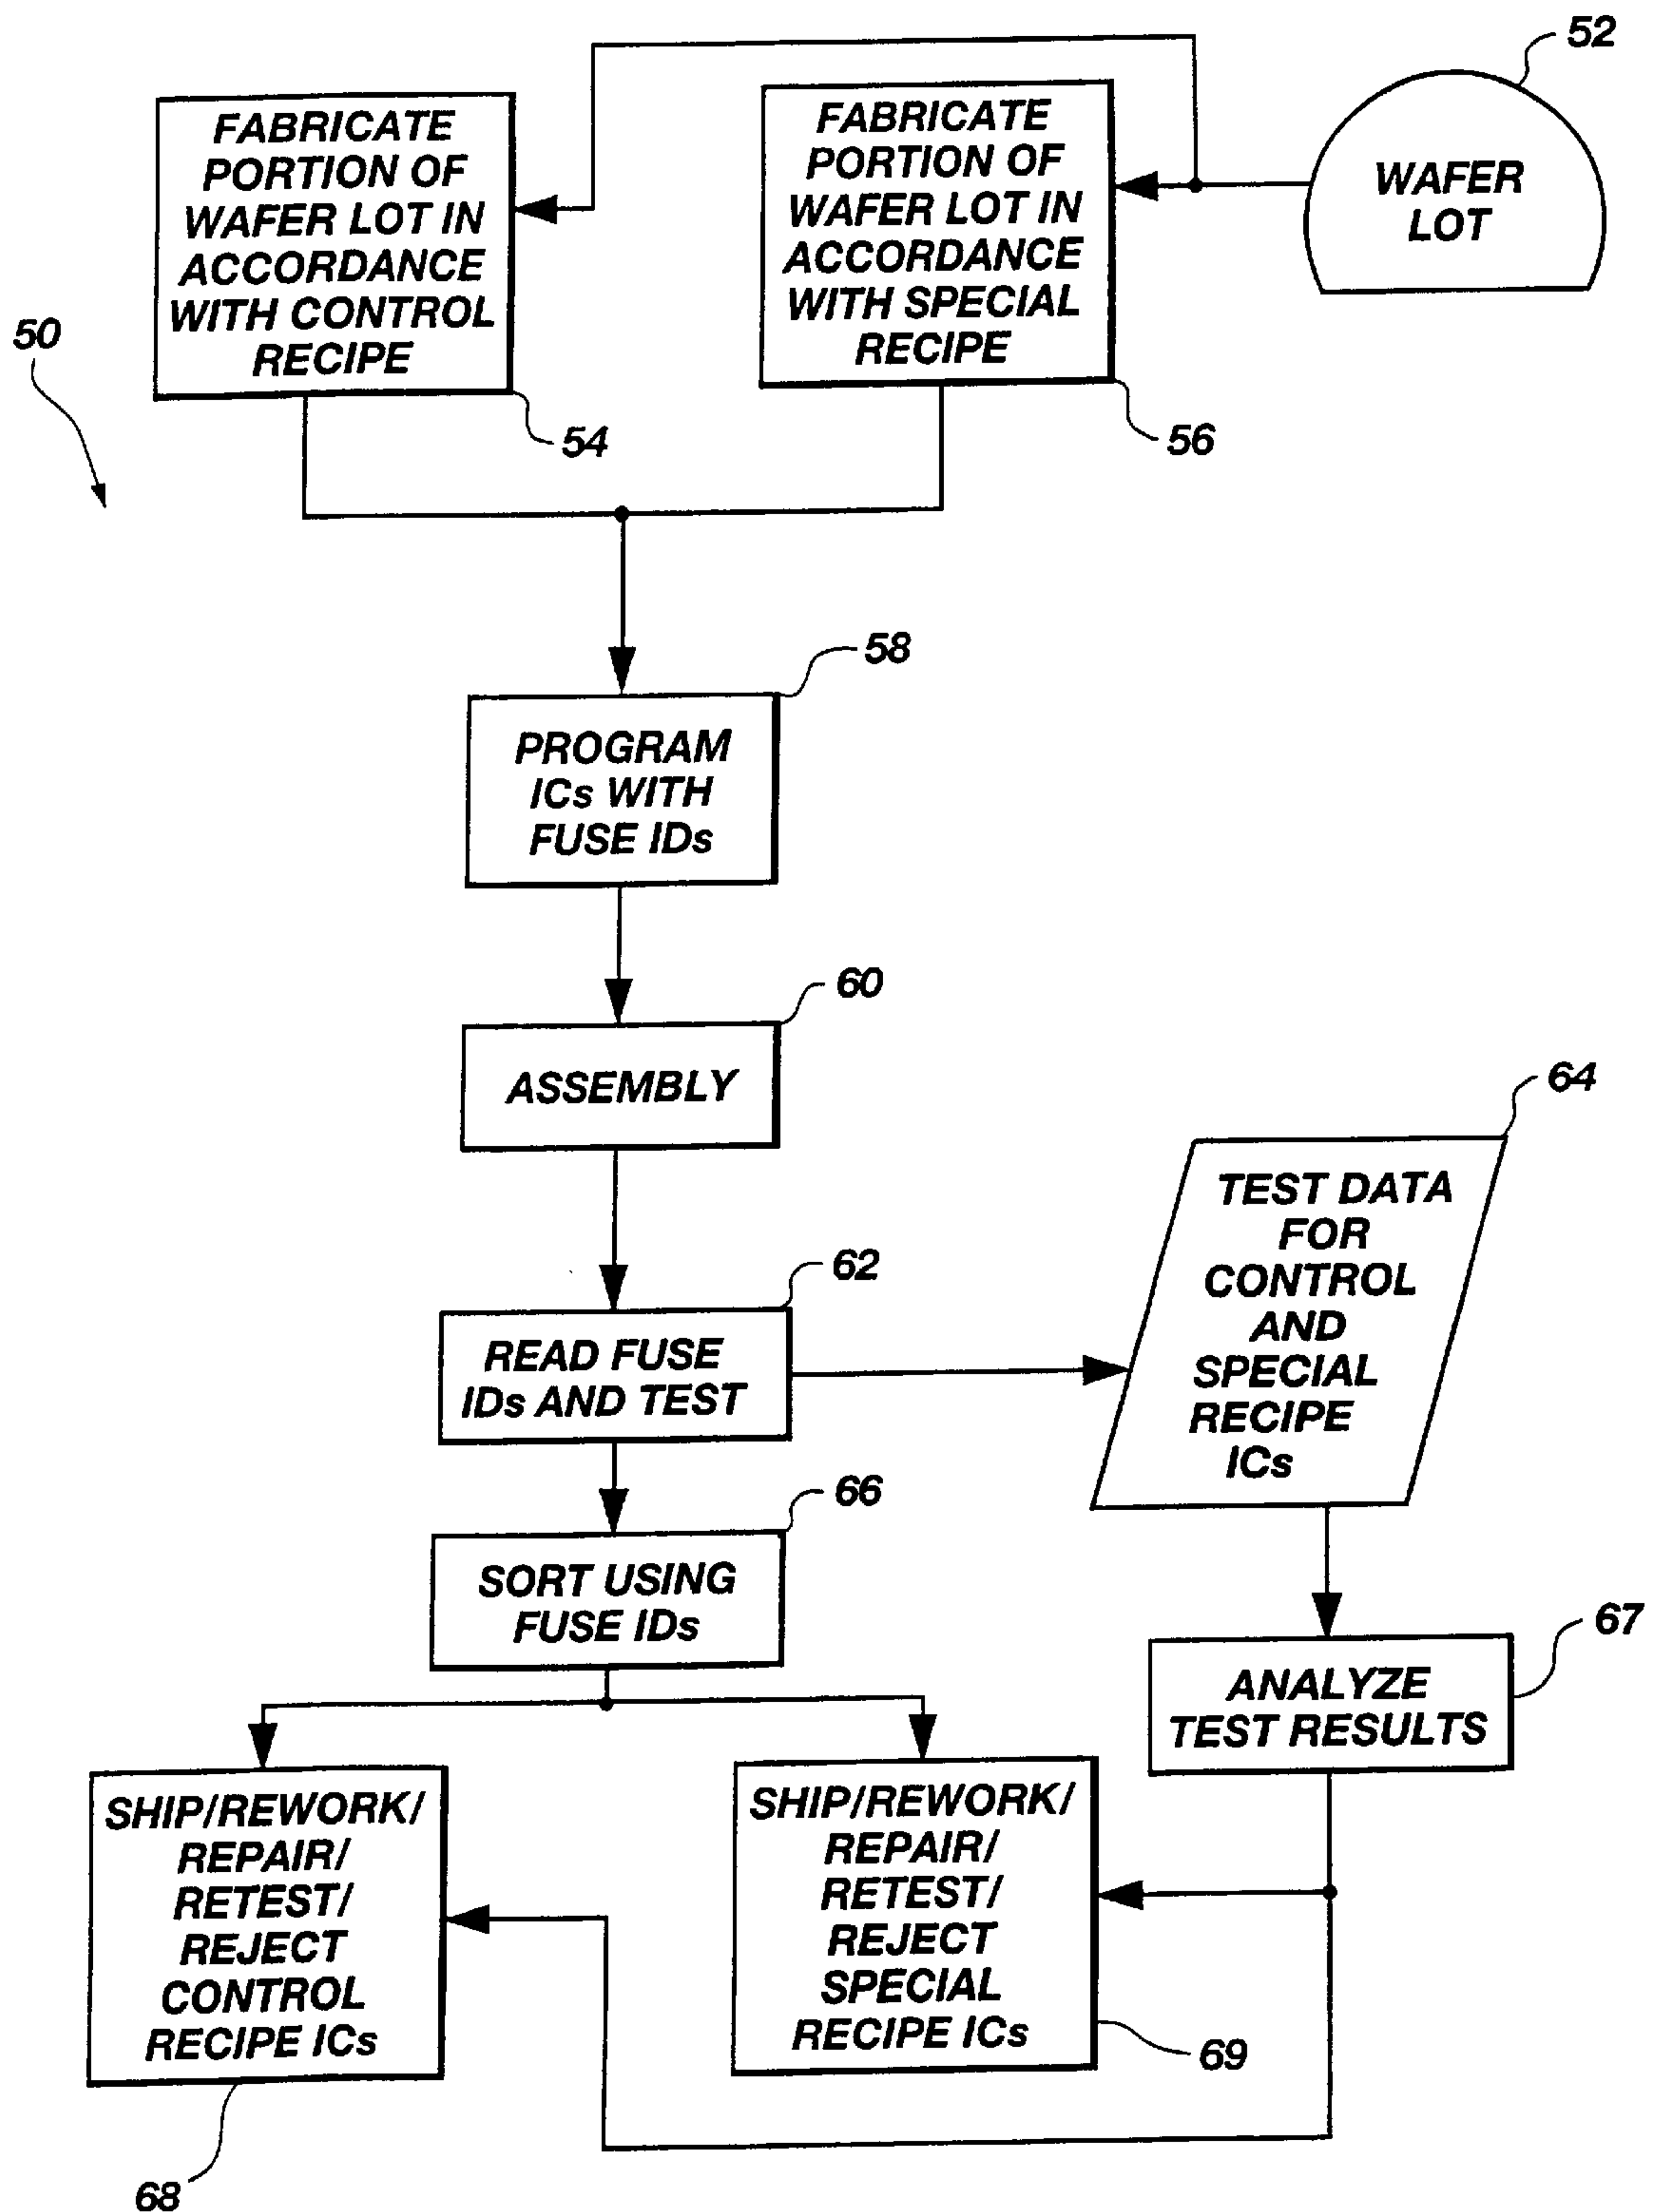 52
WAFER
LOT
FABRICATE
PORTION OF
WAFER LOT IN
ACCORDANCE
WITH CONTROL
RECIPE
54
FABRICATE
PORTION OF
WAFER LOT IN
ACCORDANCE
WITH SPECIAL
RECIPE
56
50
58
PROGRAM
ICs WITH
FUSE IDs
60
ASSEMBLY
62
READ FUSE
IDs AND TEST
64
TEST DATA
FOR
CONTROL
AND
SPECIAL
RECIPE
ICs
66
SORT USING
FUSE IDs
67
ANALYZE
TEST RESULTS
SHIP/REWORK/
REPAIR/
RETEST/
REJECT
CONTROL
RECIPE ICs
68
SHIP/REWORK/
REPAIR/
RETEST/
REJECT
SPECIAL
RECIPE ICs
69